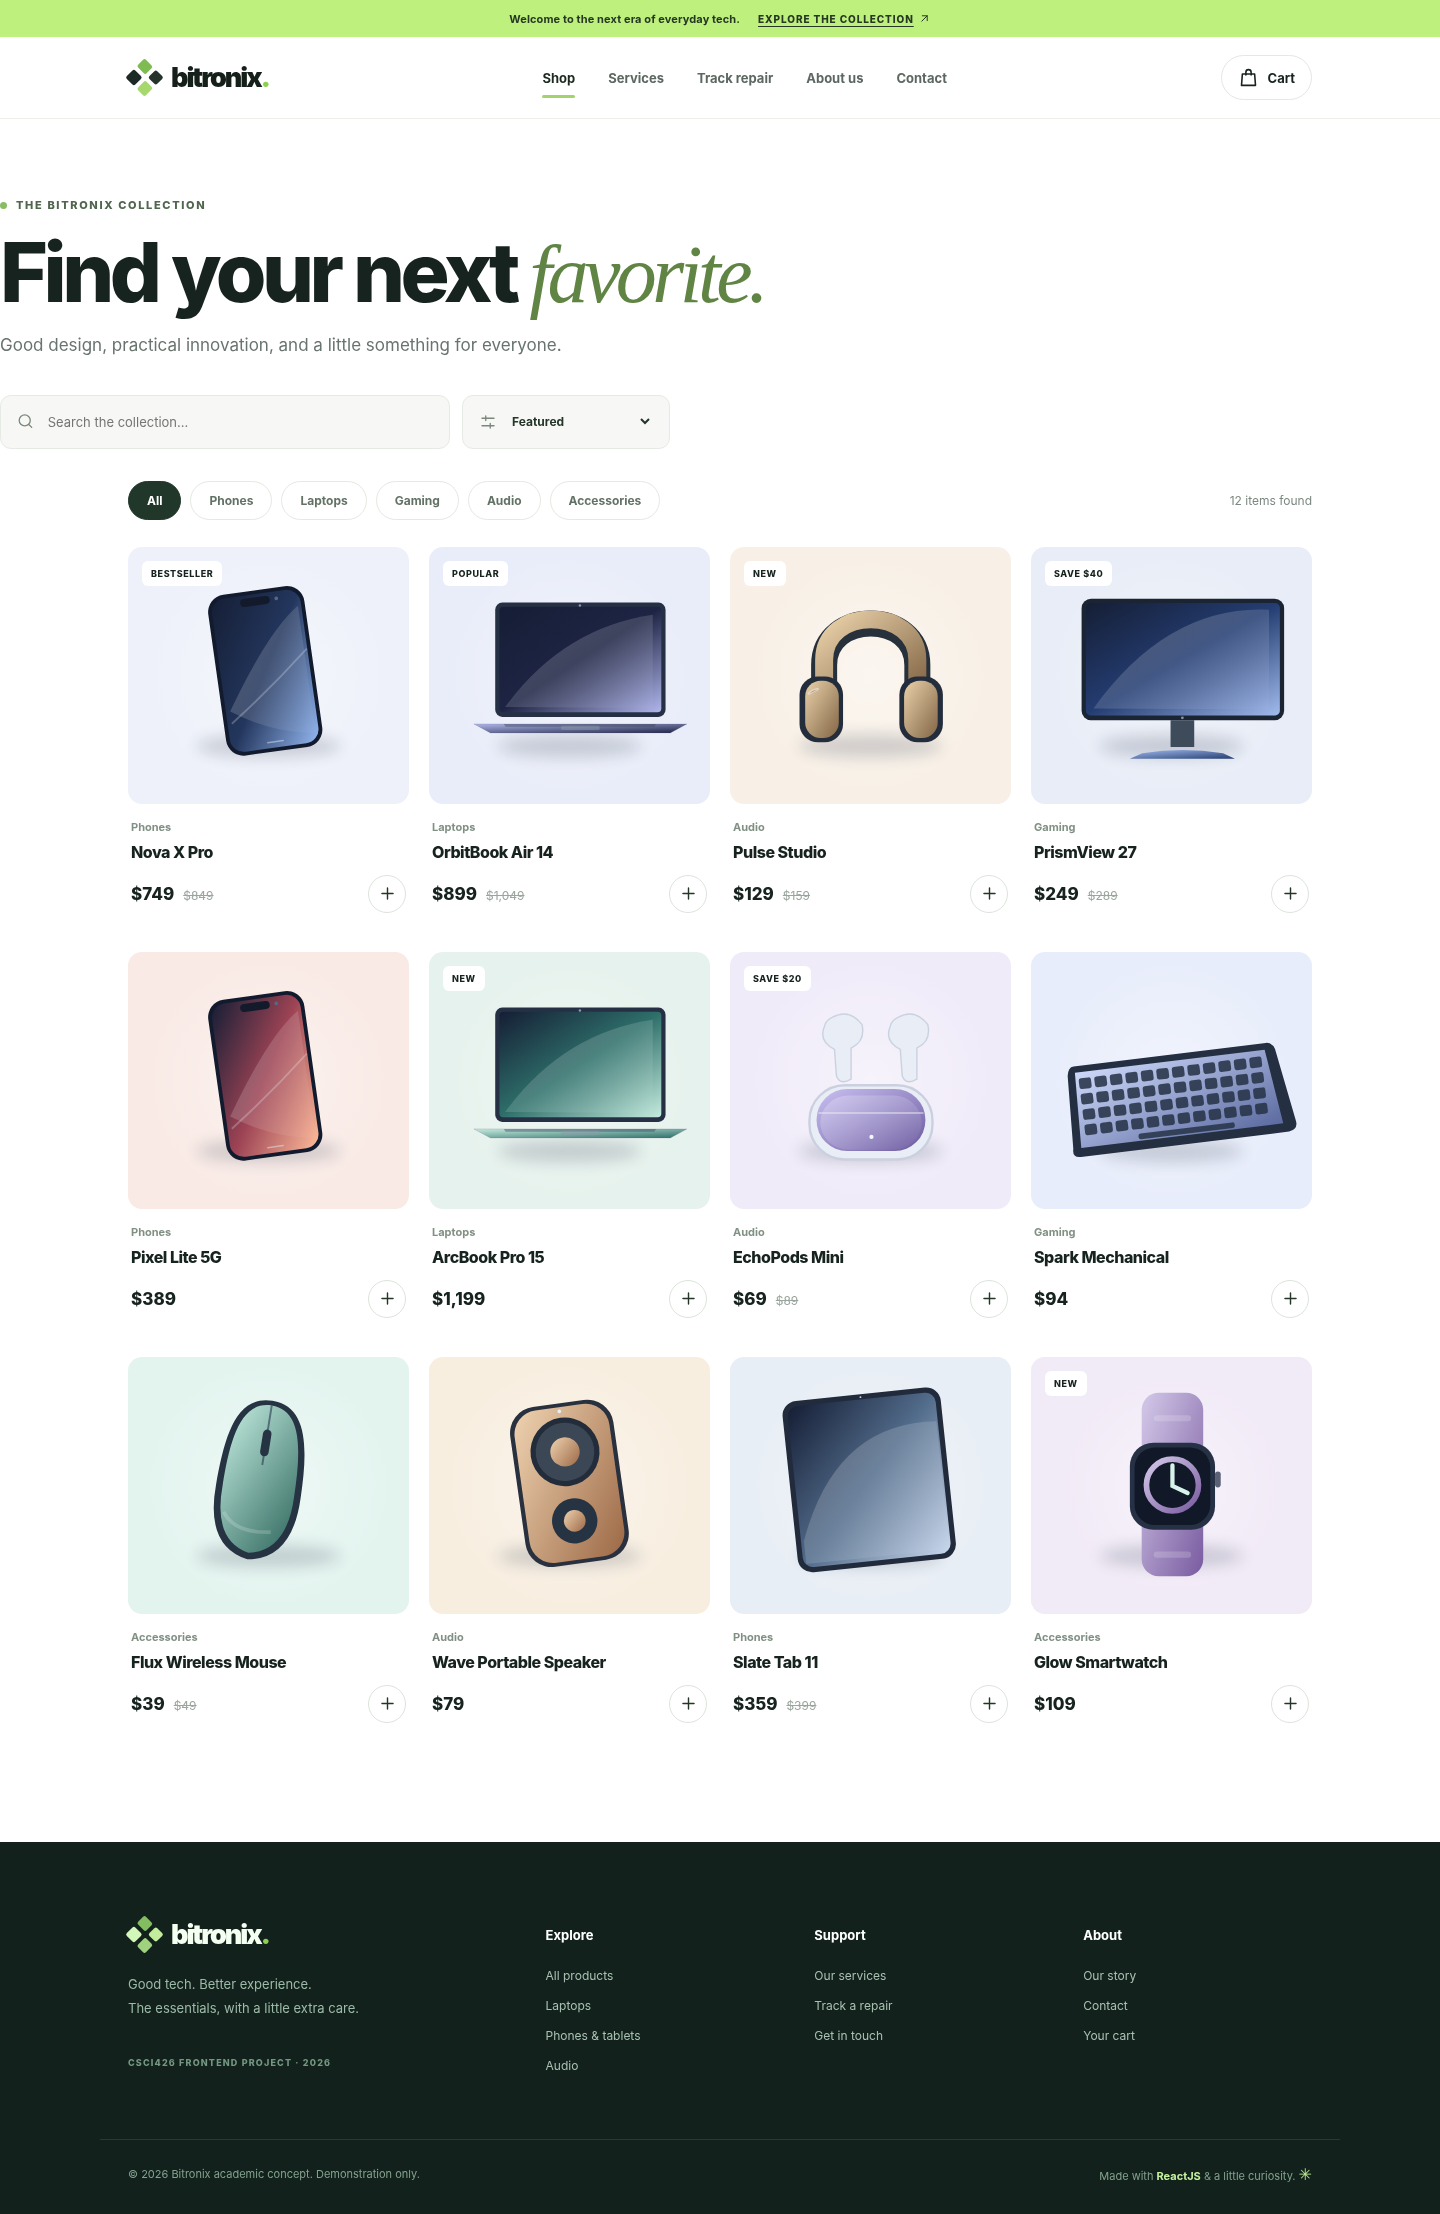 Welcome to the next era of everyday tech. EXPLORE THE COLLECTION
bitronix.
Shop Services Track repair About us Contact
Cart
THE BITRONIX COLLECTION
Find your next favorite.
Good design, practical innovation, and a little something for everyone.
Search the collection...
Featured
All Phones Laptops Gaming Audio Accessories
12 items found
BESTSELLER
Phones
Nova X Pro
$749 $849
POPULAR
Laptops
OrbitBook Air 14
$899 $1,049
NEW
Audio
Pulse Studio
$129 $159
SAVE $40
Gaming
PrismView 27
$249 $289
Phones
Pixel Lite 5G
$389
NEW
Laptops
ArcBook Pro 15
$1,199
SAVE $20
Audio
EchoPods Mini
$69 $89
Gaming
Spark Mechanical
$94
Accessories
Flux Wireless Mouse
$39 $49
Audio
Wave Portable Speaker
$79
Phones
Slate Tab 11
$359 $399
NEW
Accessories
Glow Smartwatch
$109
bitronix.
Good tech. Better experience.
The essentials, with a little extra care.
CSCI426 FRONTEND PROJECT · 2026
Explore
All products
Laptops
Phones & tablets
Audio
Support
Our services
Track a repair
Get in touch
About
Our story
Contact
Your cart
© 2026 Bitronix academic concept. Demonstration only.
Made with ReactJS & a little curiosity.